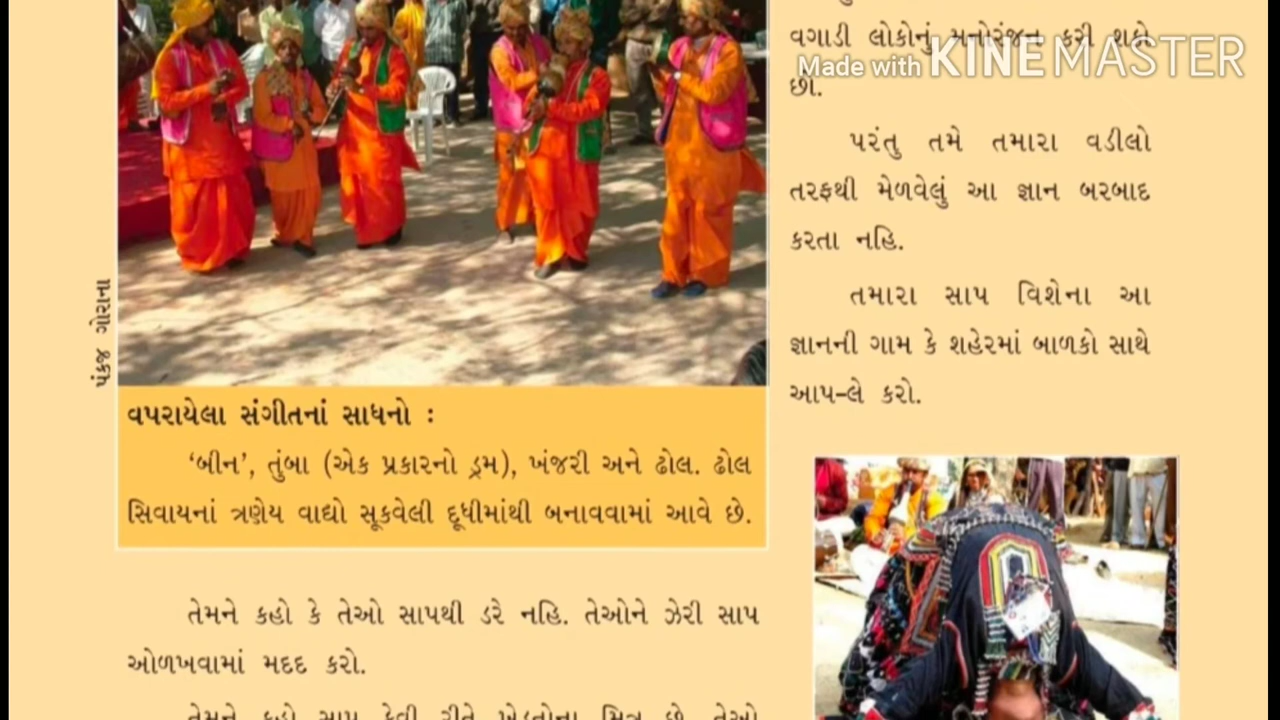 પંકજ ગોરાના
વપરાયેલા સંગીતનાં સાધનો :
‘બીન’, તુંબા (એક પ્રકારનો ડ્રમ), ખંજરી અને ઢોલ. ઢોલ
સિવાયનાં ત્રણેય વાદ્યો સૂકવેલી દૂધીમાંથી બનાવવામાં આવે છે.
તેમને કહો કે તેઓ સાપથી ડરે નહિ. તેઓને ઝેરી સાપ
ઓળખવામાં મદદ કરો.
તેમને કહો સાપ કેવી રીતે ખેડૂતોના મિત્ર છે. તેઓ
વગાડી લોકોનું મનોરંજન કરી શકો
છો.
Made with KINEMASTER
પરંતુ તમે તમારા વડીલો
તરફથી મેળવેલું આ જ્ઞાન બરબાદ
કરતા નહિ.
તમારા સાપ વિશેના આ
જ્ઞાનની ગામ કે શહેરમાં બાળકો સાથે
આપ-લે કરો.